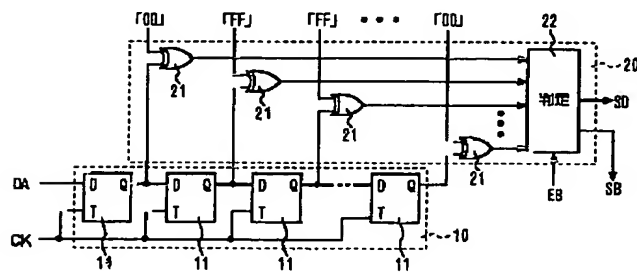 「00」 「FF」 「FF」 ••• 「00」
22
20
21
21
21
21
判定
SD
SB
EB
DA
D Q D Q D Q D Q
T T T T
CK
10
11 11 11 11